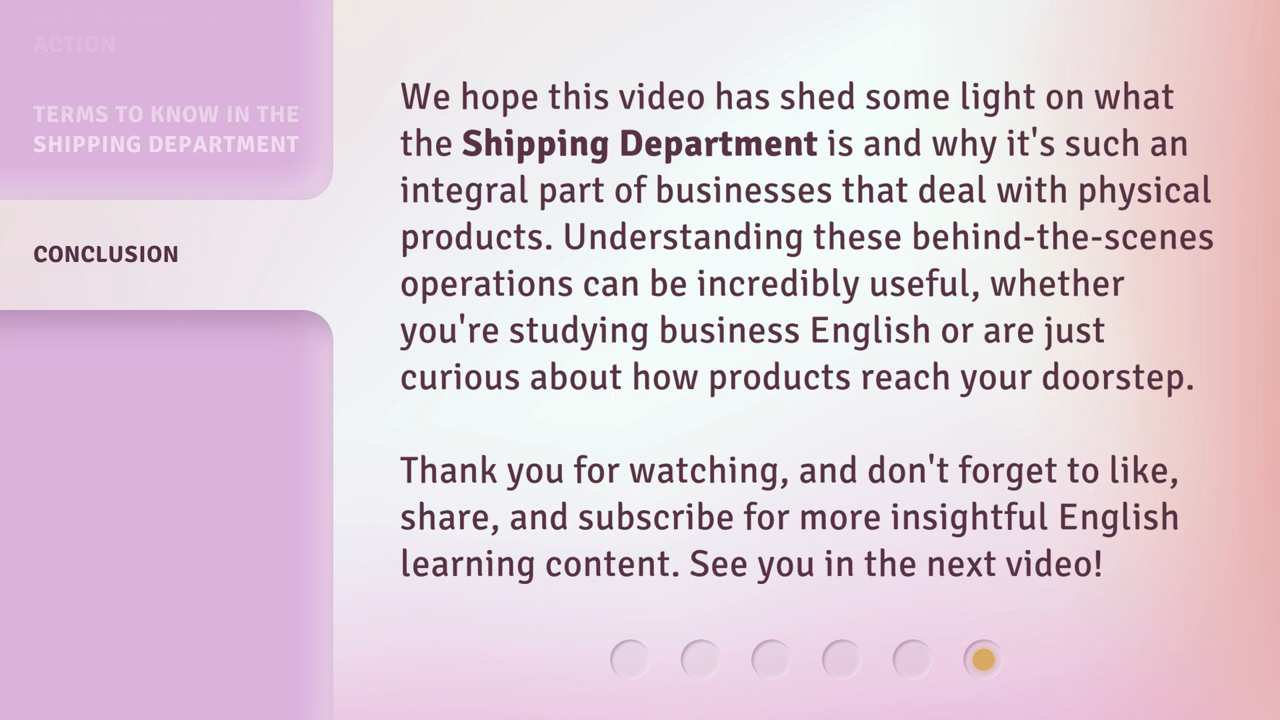 ACTION
TERMS TO KNOW IN THE
SHIPPING DEPARTMENT
CONCLUSION
We hope this video has shed some light on what
the Shipping Department is and why it's such an
integral part of businesses that deal with physical
products. Understanding these behind-the-scenes
operations can be incredibly useful, whether
you're studying business English or are just
curious about how products reach your doorstep.
Thank you for watching, and don't forget to like,
share, and subscribe for more insightful English
learning content. See you in the next video!